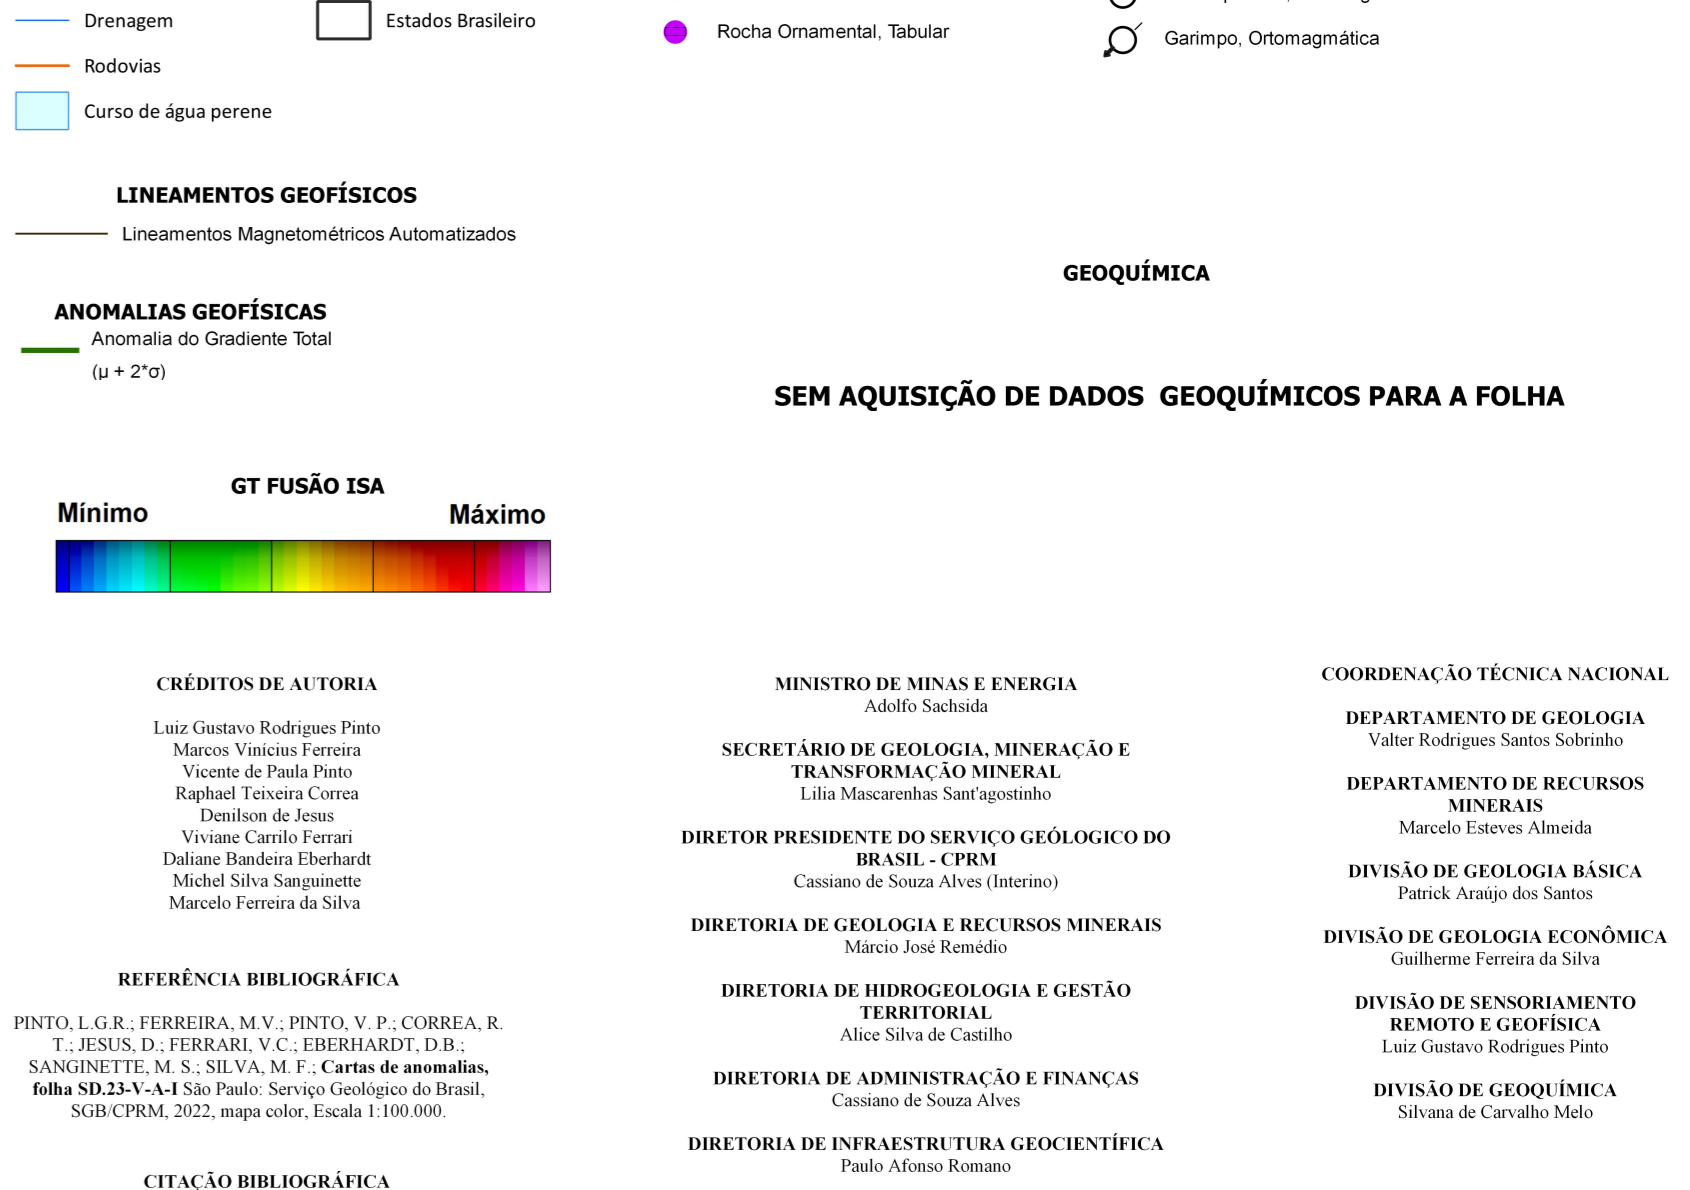 Drenagem
Estados Brasileiro
Rodovias
Curso de água perene
Rocha Ornamental, Tabular
Garimpo, Ortomagmática
LINEAMENTOS GEOFÍSICOS
Lineamentos Magnetométricos Automatizados
ANOMALIAS GEOFÍSICAS
Anomalia do Gradiente Total
(μ + 2*σ)
GEOQUÍMICA
SEM AQUISIÇÃO DE DADOS GEOQUÍMICOS PARA A FOLHA
GT FUSÃO ISA
Mínimo
Máximo
CRÉDITOS DE AUTORIA
Luiz Gustavo Rodrigues Pinto
Marcos Vinícius Ferreira
Vicente de Paula Pinto
Raphael Teixeira Correa
Denilson de Jesus
Viviane Carrilo Ferrari
Daliane Bandeira Eberhardt
Michel Silva Sanguinette
Marcelo Ferreira da Silva
REFERÊNCIA BIBLIOGRÁFICA
PINTO, L.G.R.; FERREIRA, M.V.; PINTO, V. P.; CORREA, R.
T.; JESUS, D.; FERRARI, V.C.; EBERHARDT, D.B.;
SANGINETTE, M. S.; SILVA, M. F.; Cartas de anomalias,
folha SD.23-V-A-I São Paulo: Serviço Geológico do Brasil,
SGB/CPRM, 2022, mapa color, Escala 1:100.000.
CITAÇÃO BIBLIOGRÁFICA
MINISTRO DE MINAS E ENERGIA
Adolfo Sachsida
SECRETÁRIO DE GEOLOGIA, MINERAÇÃO E
TRANSFORMAÇÃO MINERAL
Lilia Mascarenhas Sant'agostinho
DIRETOR PRESIDENTE DO SERVIÇO GEÓLOGICO DO
BRASIL - CPRM
Cassiano de Souza Alves (Interino)
DIRETORIA DE GEOLOGIA E RECURSOS MINERAIS
Márcio José Remédio
DIRETORIA DE HIDROGEOLOGIA E GESTÃO
TERRITORIAL
Alice Silva de Castilho
DIRETORIA DE ADMINISTRAÇÃO E FINANÇAS
Cassiano de Souza Alves
DIRETORIA DE INFRAESTRUTURA GEOCIENTÍFICA
Paulo Afonso Romano
COORDENAÇÃO TÉCNICA NACIONAL
DEPARTAMENTO DE GEOLOGIA
Valter Rodrigues Santos Sobrinho
DEPARTAMENTO DE RECURSOS
MINERAIS
Marcelo Esteves Almeida
DIVISÃO DE GEOLOGIA BÁSICA
Patrick Araújo dos Santos
DIVISÃO DE GEOLOGIA ECONÔMICA
Guilherme Ferreira da Silva
DIVISÃO DE SENSORIAMENTO
REMOTO E GEOFÍSICA
Luiz Gustavo Rodrigues Pinto
DIVISÃO DE GEOQUÍMICA
Silvana de Carvalho Melo